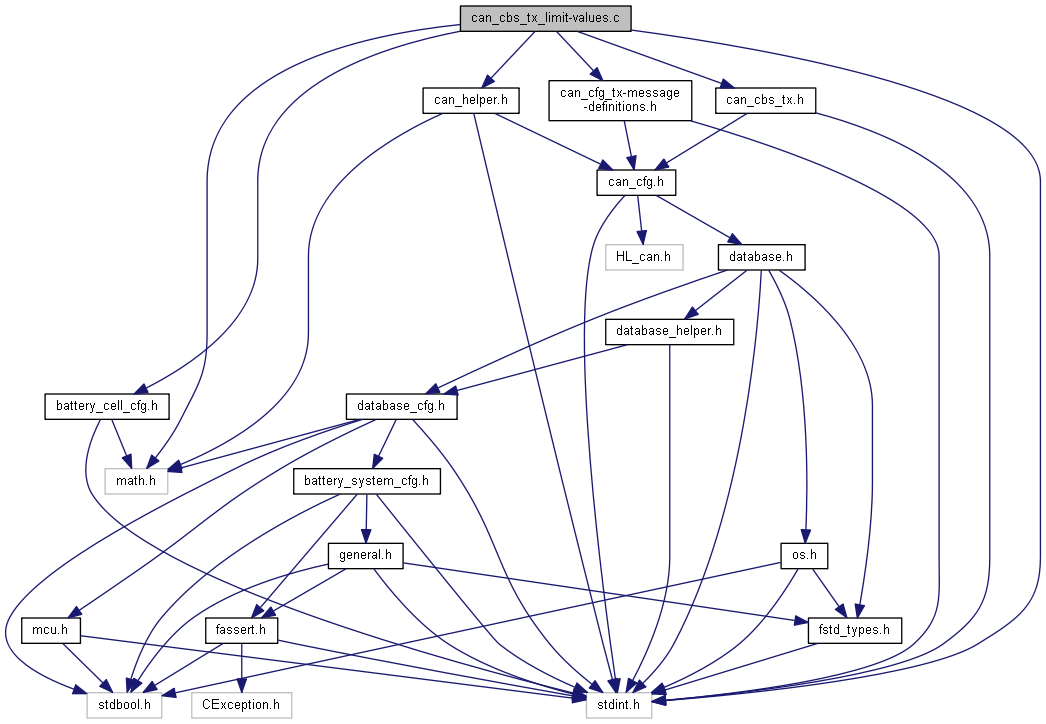 can_cbs_tx_limit-values.c
can_helper.h
can_cfg_tx-message
-definitions.h
can_cbs_tx.h
can_cfg.h
HL_can.h
database.h
database_helper.h
battery_cell_cfg.h
database_cfg.h
math.h
battery_system_cfg.h
general.h
os.h
mcu.h
fassert.h
fstd_types.h
stdbool.h
CException.h
stdint.h